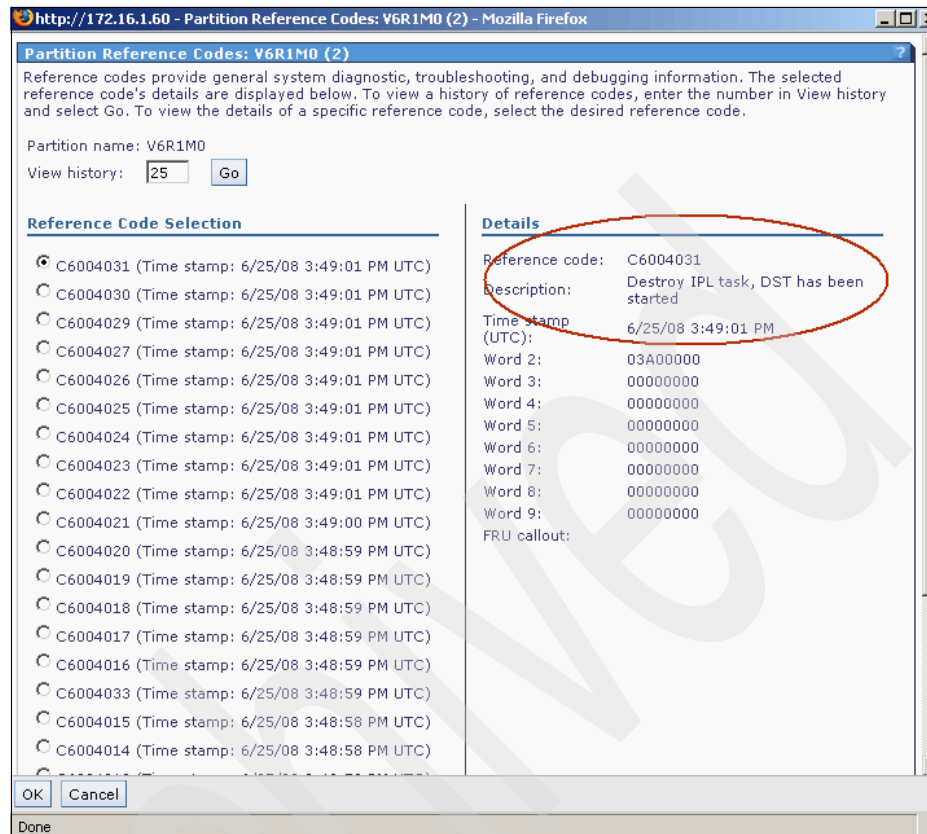 http://172.16.1.60 - Partition Reference Codes: V6R1M0 (2) - Mozilla Firefox
Partition Reference Codes: V6R1M0 (2)
?
Reference codes provide general system diagnostic, troubleshooting, and debugging information. The selected
reference code's details are displayed below. To view a history of reference codes, enter the number in View history
and select Go. To view the details of a specific reference code, select the desired reference code.
Partition name: V6R1M0
View history: 25 Go
Reference Code Selection
C6004031 (Time stamp: 6/25/08 3:49:01 PM UTC)
C6004030 (Time stamp: 6/25/08 3:49:01 PM UTC)
C6004029 (Time stamp: 6/25/08 3:49:01 PM UTC)
C6004027 (Time stamp: 6/25/08 3:49:01 PM UTC)
C6004026 (Time stamp: 6/25/08 3:49:01 PM UTC)
C6004025 (Time stamp: 6/25/08 3:49:01 PM UTC)
C6004024 (Time stamp: 6/25/08 3:49:01 PM UTC)
C6004023 (Time stamp: 6/25/08 3:49:01 PM UTC)
C6004022 (Time stamp: 6/25/08 3:49:01 PM UTC)
C6004021 (Time stamp: 6/25/08 3:49:00 PM UTC)
C6004020 (Time stamp: 6/25/08 3:48:59 PM UTC)
C6004019 (Time stamp: 6/25/08 3:48:59 PM UTC)
C6004018 (Time stamp: 6/25/08 3:48:59 PM UTC)
C6004017 (Time stamp: 6/25/08 3:48:59 PM UTC)
C6004016 (Time stamp: 6/25/08 3:48:59 PM UTC)
C6004033 (Time stamp: 6/25/08 3:48:59 PM UTC)
C6004015 (Time stamp: 6/25/08 3:48:58 PM UTC)
C6004014 (Time stamp: 6/25/08 3:48:58 PM UTC)
Details
Reference code: C6004031
Description: Destroy IPL task, DST has been
started
Time stamp
(UTC): 6/25/08 3:49:01 PM
Word 2: 03A00000
Word 3: 00000000
Word 4: 00000000
Word 5: 00000000
Word 6: 00000000
Word 7: 00000000
Word 8: 00000000
Word 9: 00000000
FRU callout:
OK Cancel
Done